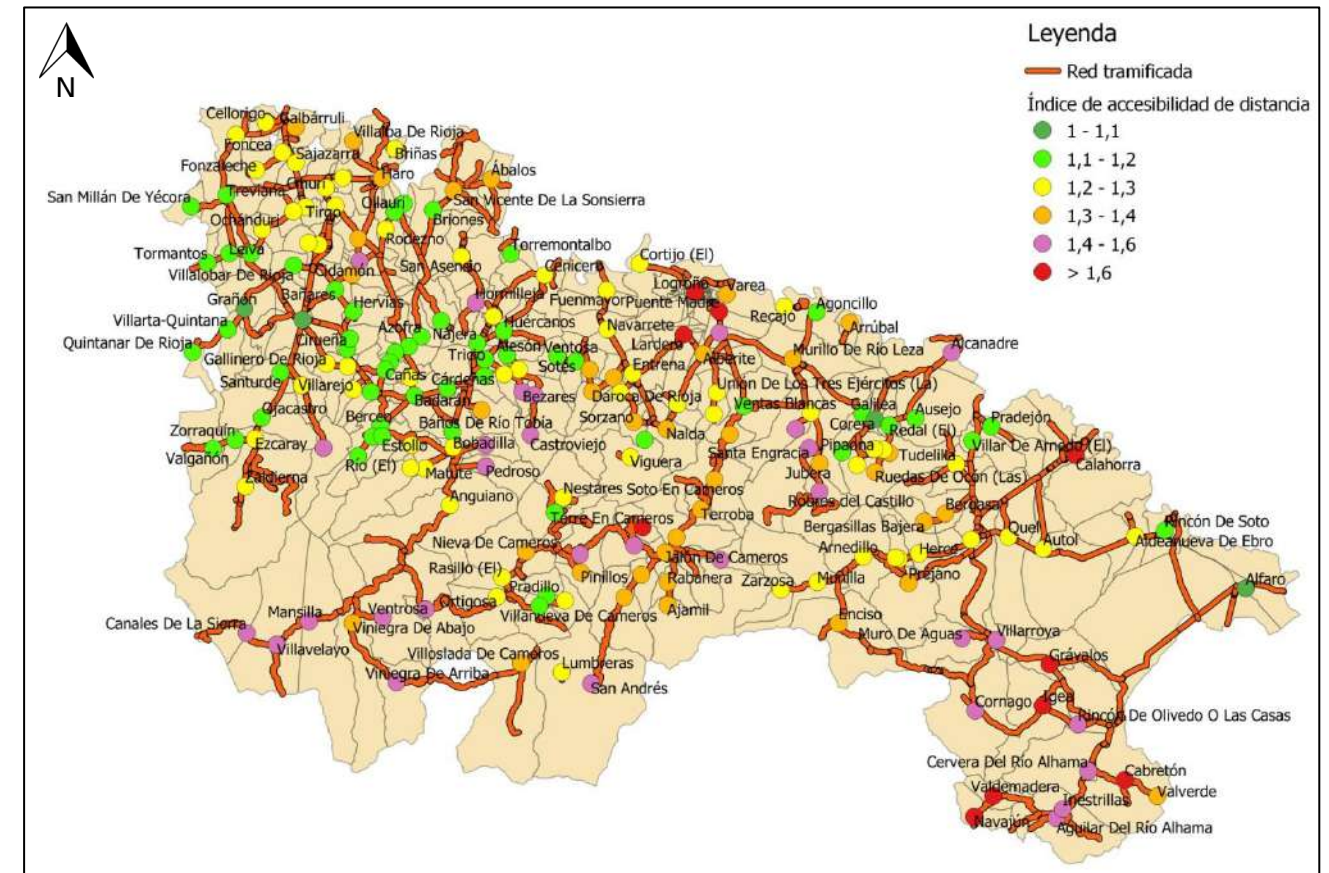 N
Leyenda
Red tramificada
Índice de accesibilidad de distancia
1 - 1,1
1,1 - 1,2
1,2 - 1,3
1,3 - 1,4
1,4 - 1,6
> 1,6
Cellorigo
Galbárruli
Villalba De Rioja
Foncea
Sajazarra
Briñas
Fonzaleche
Cihuri
Haro
Ábalos
San Millán De Yécora
Treviana
San Vicente De La Sonsierra
Ochánduri
Tirgo
Ollauri
Briones
Rodezno
Tormantos
Leiva
Torremontalbo
Cortijo (El)
Villalobar De Rioja
Cidamón
San Asensio
Cenicero
Logroño
Varea
Grañón
Bañares
Hervías
Hormilleja
Fuenmayor
Puente Madre
Recajo
Agoncillo
Villarta-Quintana
Azofra
Nájera
Huércanos
Navarrete
Arrúbal
Quintanar De Rioja
Cirueña
Tricio
Alesón
Ventosa
Lardero
Alberite
Murillo De Río Leza
Alcanadre
Gallinero De Rioja
Sotés
Entrena
Santurde
Villarejo
Cañas
Cárdenas
Bezares
Daroca De Rioja
Unión De Los Tres Ejércitos (La)
Ojacastro
Badarán
Sorzano
Ventas Blancas
Galilea
Ausejo
Pradejón
Berceo
Baños De Río Tobía
Nalda
Corera
Redal (El)
Zorraquín
Ezcaray
Estollo
Bobadilla
Castroviejo
Santa Engracia
Pipaona
Tudelilla
Villar De Arnedo (El)
Valgañón
Río (El)
Viguera
Calahorra
Zaldierna
Matute
Pedroso
Jubera
Ruedas De Ocón (Las)
Anguiano
Nestares
Soto En Cameros
Robres del Castillo
Bergasa
Torre En Cameros
Terroba
Bergasillas Bajera
Quel
Rincón De Soto
Nieva De Cameros
Jalón De Cameros
Arnedillo
Herce
Autol
Aldeanueva De Ebro
Rasillo (El)
Pinillos
Rabanera
Zarzosa
Munilla
Préjano
Alfaro
Pradillo
Ortigosa
Ajamil
Mansilla
Ventrosa
Villanueva De Cameros
Enciso
Canales De La Sierra
Viniegra De Abajo
Muro De Aguas
Villarroya
Villavelayo
Villoslada De Cameros
Lumbreras
Grávalos
Viniegra De Arriba
San Andrés
Cornago
Igea
Rincón De Olivedo O Las Casas
Cervera Del Río Alhama
Cabretón
Valdemadera
Valverde
Inestrillas
Navajún
Aguilar Del Río Alhama